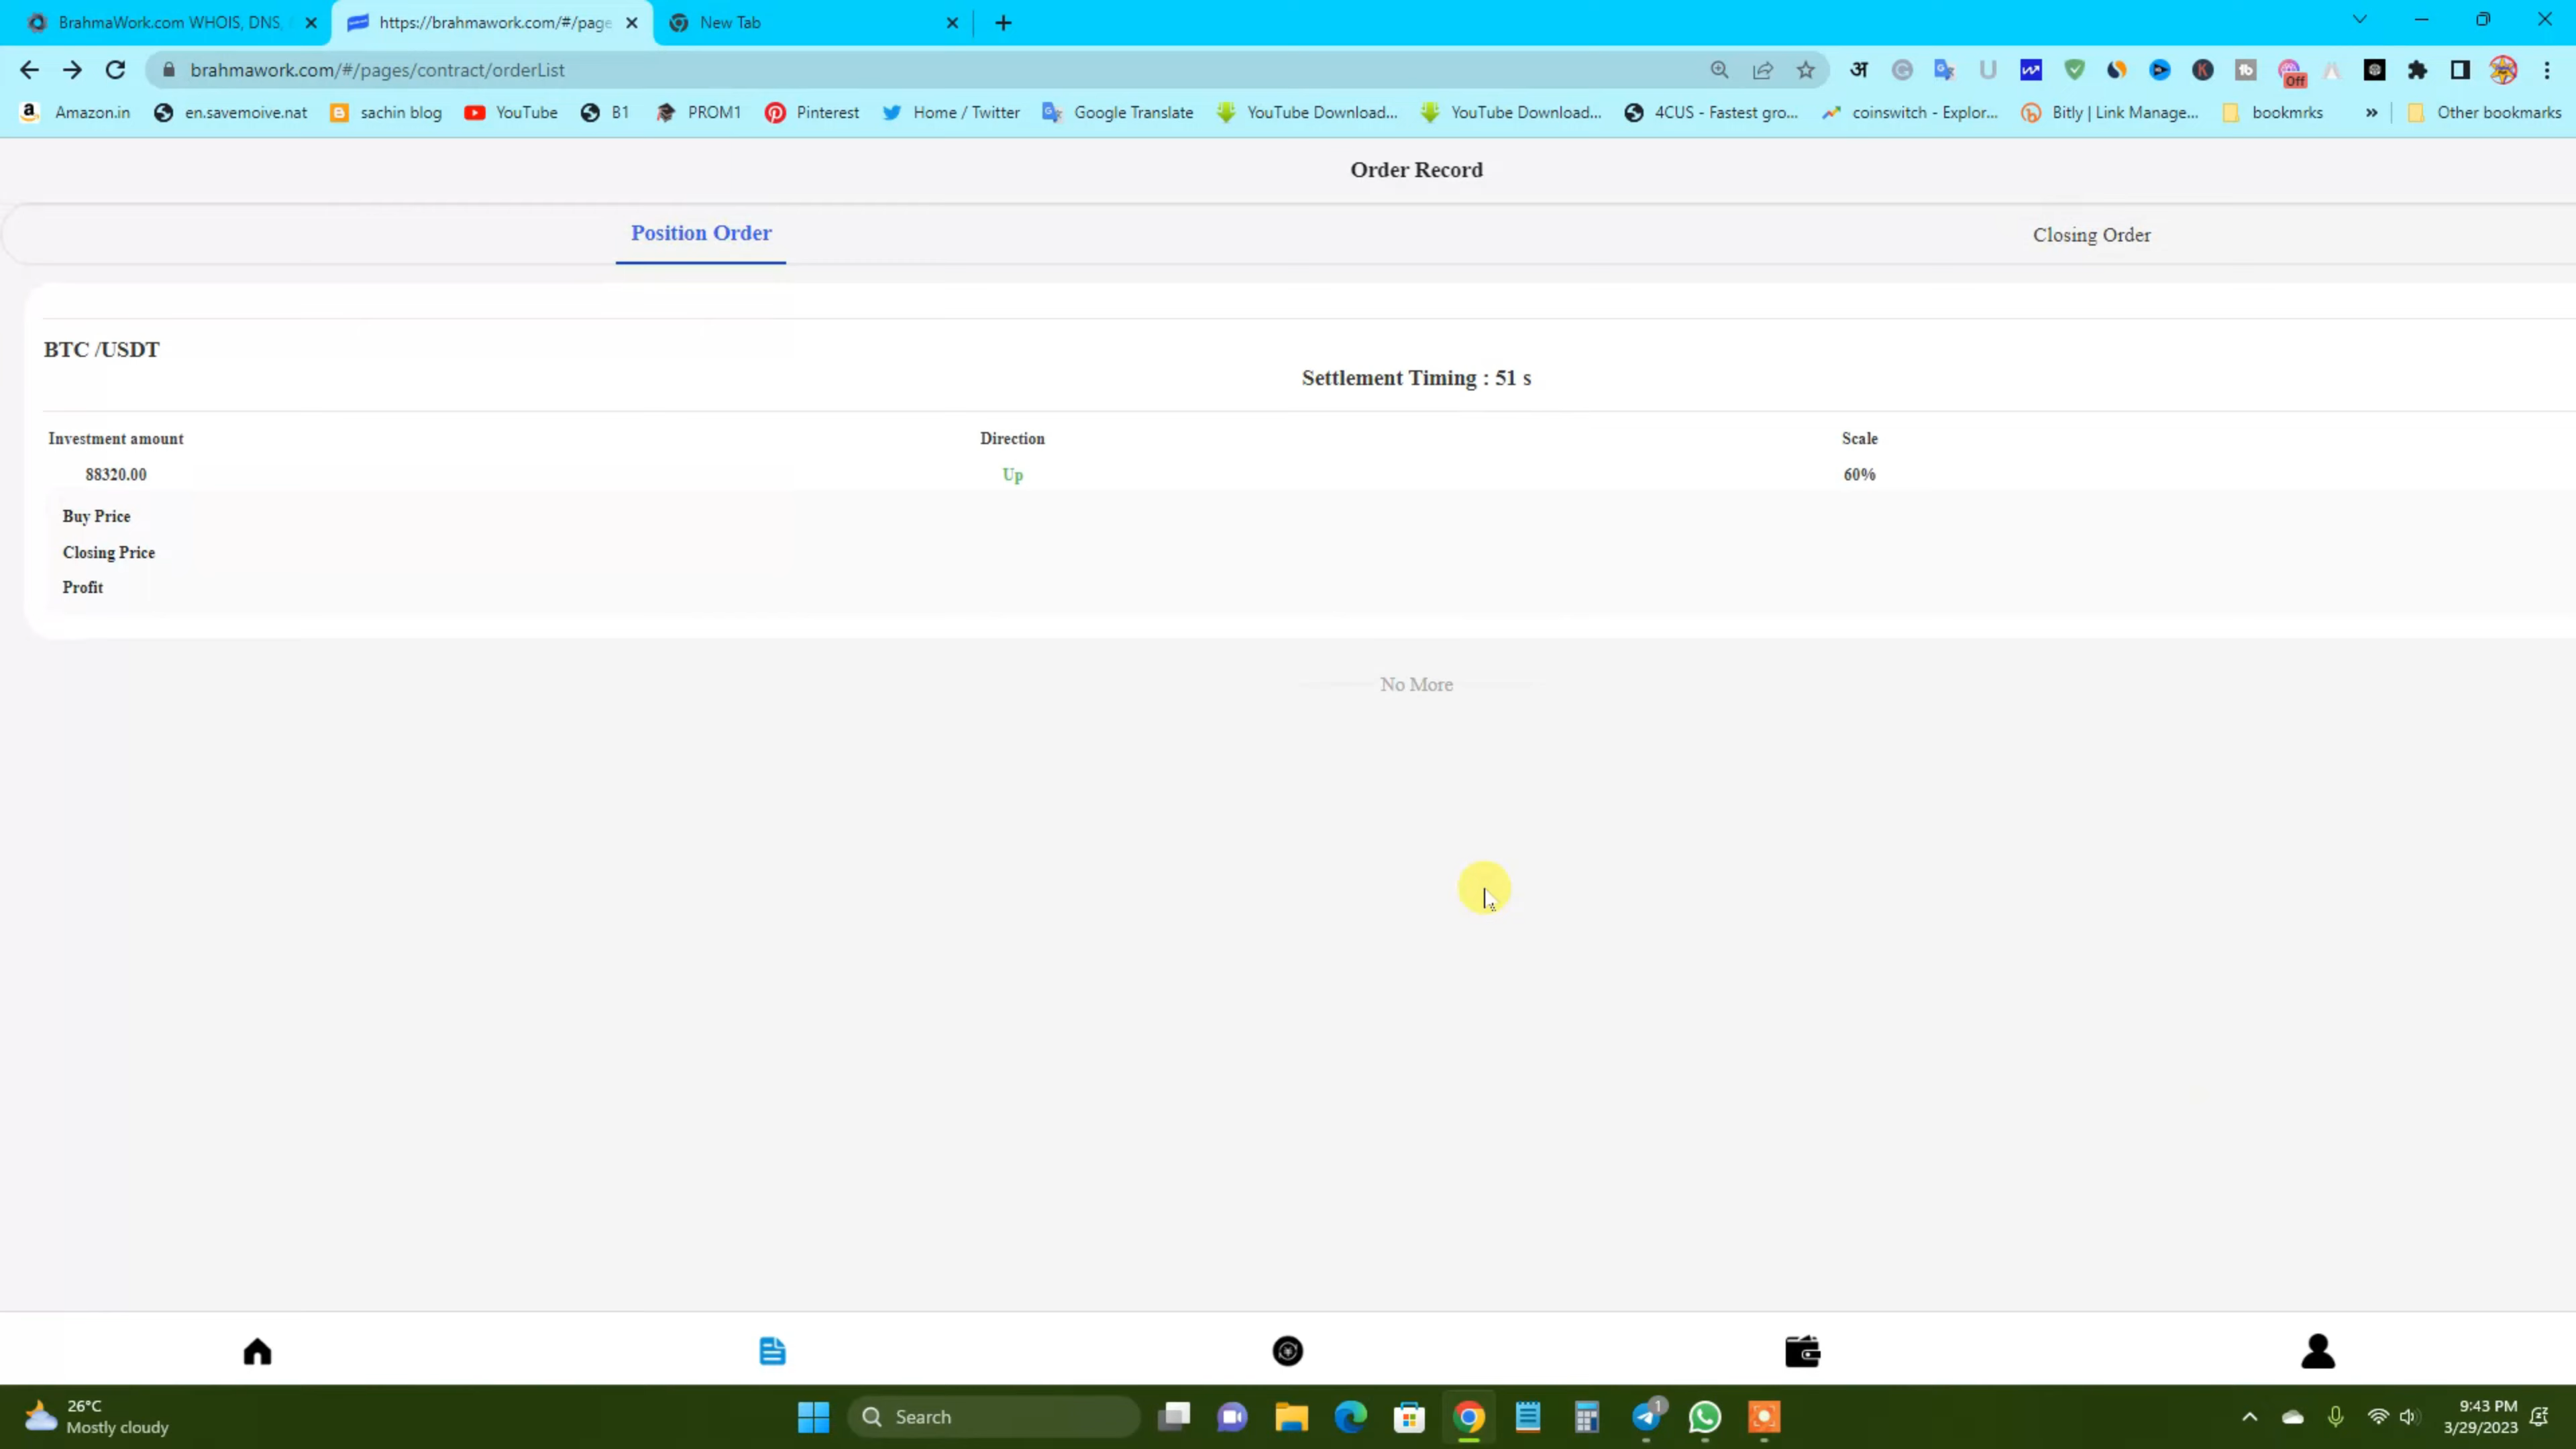 BrahmaWork.com WHOIS, DNS,
https://brahmawork.com/#/page
New Tab
brahmawork.com/#/pages/contract/orderList
अ
U
K
tb
Off
a Amazon.in
en.savemoive.nat
sachin blog
YouTube
B1
PROM1
Pinterest
Home / Twitter
Google Translate
YouTube Download...
YouTube Download...
4CUS - Fastest gro...
coinswitch - Explor...
Bitly | Link Manage...
bookmrks
»
Other bookmarks
Order Record
Position Order
Closing Order
BTC /USDT
Settlement Timing : 51 s
Investment amount
Direction
Scale
88320.00
Up
60%
Buy Price
Closing Price
Profit
No More
26°C
Mostly cloudy
Search
1
9:43 PM
3/29/2023